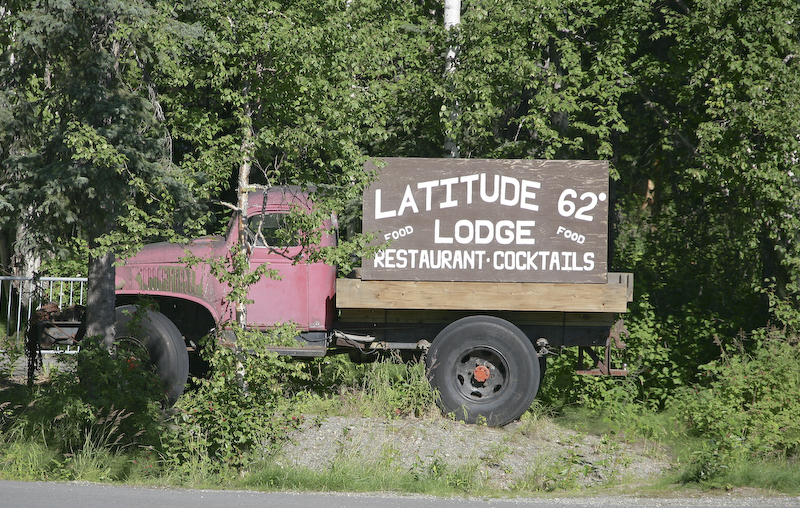 LATITUDE 62°
FOOD LODGE FOOD
RESTAURANT · COCKTAILS